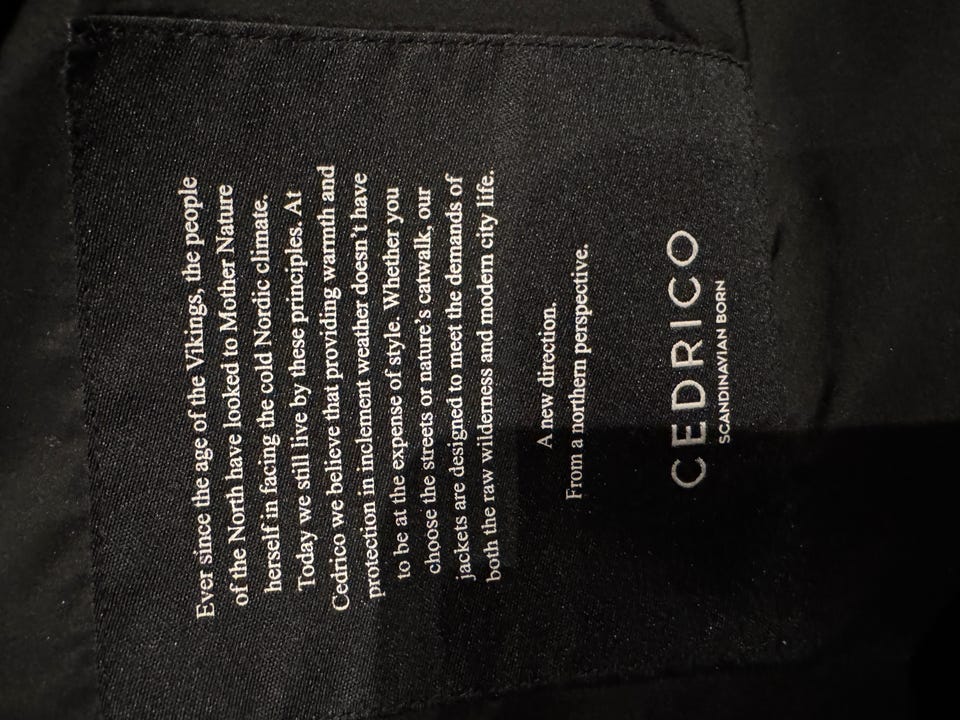 Ever since the age of the Vikings, the people
of the North have looked to Mother Nature
herself in facing the cold Nordic climate.
Today we still live by these principles. At
Cedrico we believe that providing warmth and
protection in inclement weather doesn't have
to be at the expense of style. Whether you
choose the streets or nature's catwalk, our
jackets are designed to meet the demands of
both the raw wilderness and modern city life.
A new direction.
From a northern perspective.
CEDRICO
SCANDINAVIAN BORN